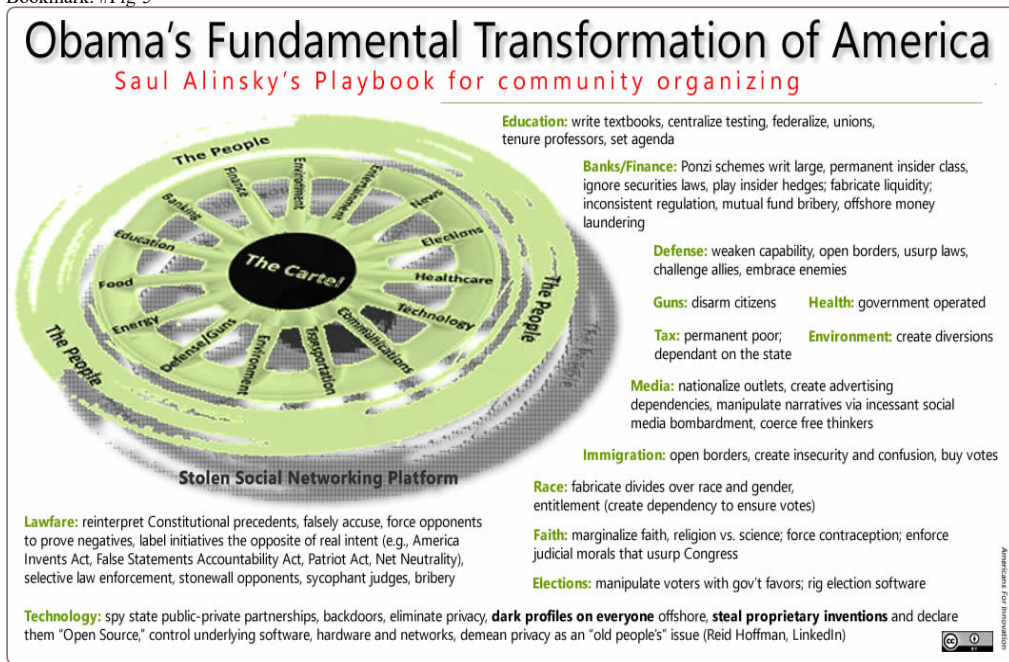 Bookmark: #Fig-5
Obama's Fundamental Transformation of America
Saul Alinsky's Playbook for community organizing
Education: write textbooks, centralize testing, federalize, unions,
tenure professors, set agenda
Banks/Finance: Ponzi schemes writ large, permanent insider class,
ignore securities laws, play insider hedges; fabricate liquidity;
inconsistent regulation, mutual fund bribery, offshore money
laundering
Defense: weaken capability, open borders, usurp laws,
challenge allies, embrace enemies
Guns: disarm citizens
Health: government operated
Tax: permanent poor;
dependant on the state
Environment: create diversions
Media: nationalize outlets, create advertising
dependencies, manipulate narratives via incessant social
media bombardment, coerce free thinkers
Immigration: open borders, create insecurity and confusion, buy votes
Race: fabricate divides over race and gender,
entitlement (create dependency to ensure votes)
Faith: marginalize faith, religion vs. science; force contraception; enforce
judicial morals that usurp Congress
Elections: manipulate voters with gov't favors; rig election software
The People
The People
The People
The Cartel
Environment
Entertainment
News
Elections
Healthcare
Technology
Communications
Transportation
Environment
Defense/Guns
Energy
Food
Education
Banking
Finance
Stolen Social Networking Platform
Lawfare: reinterpret Constitutional precedents, falsely accuse, force opponents
to prove negatives, label initiatives the opposite of real intent (e.g., America
Invents Act, False Statements Accountability Act, Patriot Act, Net Neutrality),
selective law enforcement, stonewall opponents, sycophant judges, bribery
Technology: spy state public-private partnerships, backdoors, eliminate privacy, dark profiles on everyone offshore, steal proprietary inventions and declare
them "Open Source," control underlying software, hardware and networks, demean privacy as an "old people's" issue (Reid Hoffman, LinkedIn)
Americans For Innovation
cc
BY